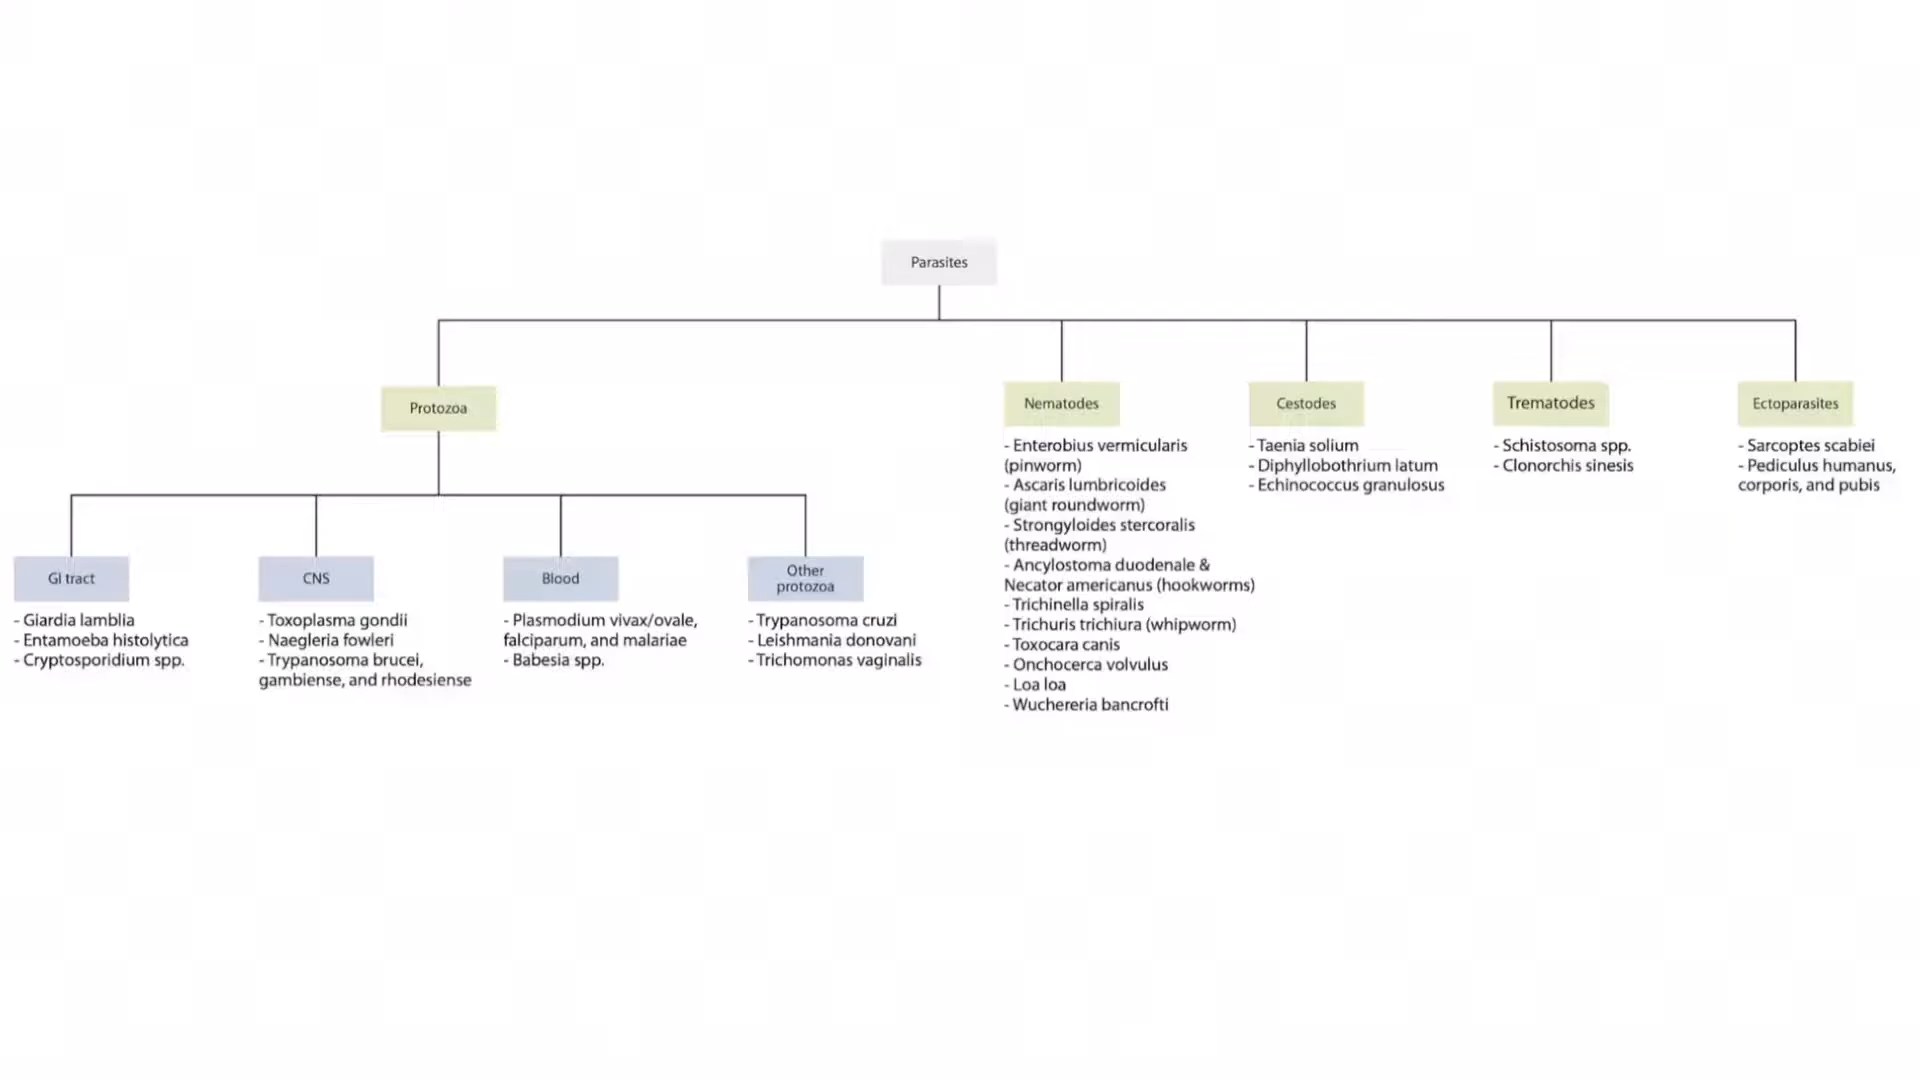 Parasites
Protozoa
GI tract
- Giardia lamblia
- Entamoeba histolytica
- Cryptosporidium spp.
CNS
- Toxoplasma gondii
- Naegleria fowleri
- Trypanosoma brucei,
gambiense, and rhodesiense
Blood
- Plasmodium vivax/ovale,
falciparum, and malariae
- Babesia spp.
Other
protozoa
- Trypanosoma cruzi
- Leishmania donovani
- Trichomonas vaginalis
Nematodes
- Enterobius vermicularis
(pinworm)
- Ascaris lumbricoides
(giant roundworm)
- Strongyloides stercoralis
(threadworm)
- Ancylostoma duodenale &
Necator americanus (hookworms)
- Trichinella spiralis
- Trichuris trichiura (whipworm)
- Toxocara canis
- Onchocerca volvulus
- Loa loa
- Wuchereria bancrofti
Cestodes
- Taenia solium
- Diphyllobothrium latum
- Echinococcus granulosus
Trematodes
- Schistosoma spp.
- Clonorchis sinesis
Ectoparasites
- Sarcoptes scabiei
- Pediculus humanus,
corporis, and pubis